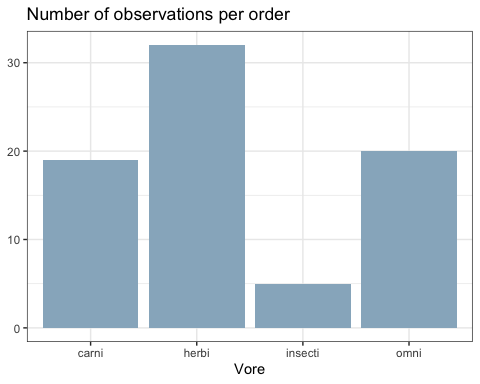 Number of observations per order
30
20
10
0
carni herbi insecti omni
Vore